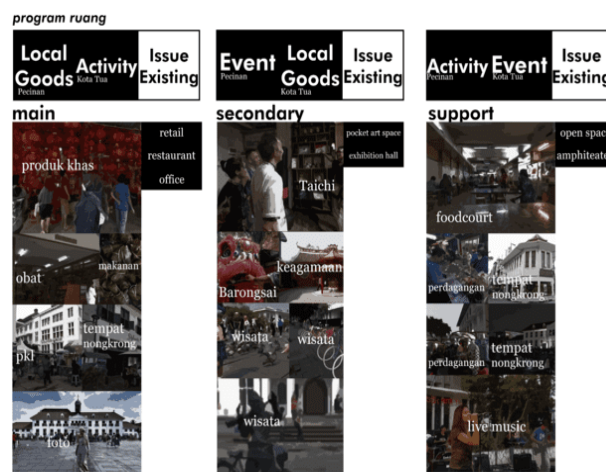 program ruang
Local
Goods
Pecinan
Activity
Kota Tua
Issue
Existing
main
retail
restaurant
office
produk khas
obat
makanan
pkl
tempat
nongkrong
foto
Event
Pecinan
Local
Goods
Kota Tua
Issue
Existing
secondary
pocket art space
exhibition hall
Taichi
Barongsai
keagamaan
wisata
wisata
wisata
Activity
Pecinan
Event
Kota Tua
Issue
Existing
support
open space
amphiteater
foodcourt
perdagangan
tempat
nongkrong
perdagangan
tempat
nongkrong
live music